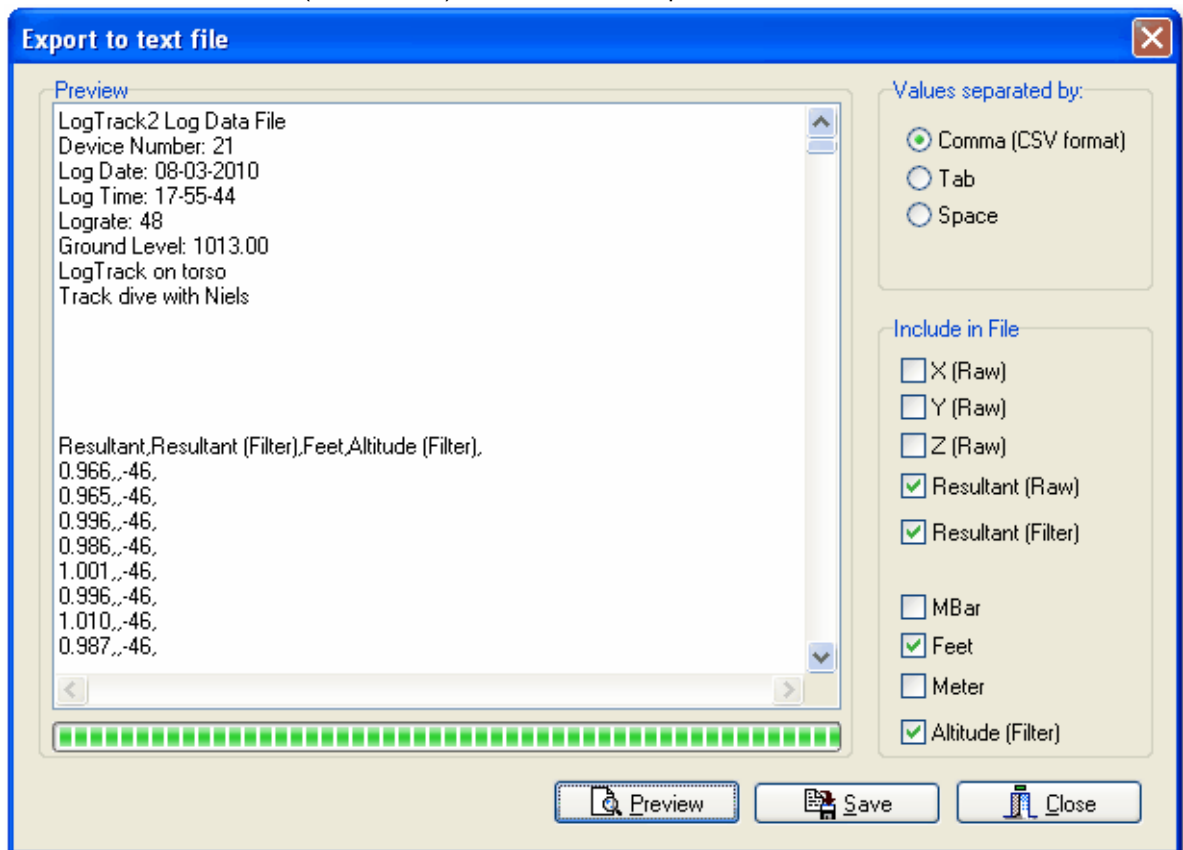 Export to text file
Preview
LogTrack2 Log Data File
Device Number: 21
Log Date: 08-03-2010
Log Time: 17-55-44
Lograte: 48
Ground Level: 1013.00
LogTrack on torso
Track dive with Niels
Resultant,Resultant (Filter),Feet,Altitude (Filter),
0.966,,-46,
0.965,,-46,
0.996,,-46,
0.986,,-46,
1.001,,-46,
0.996,,-46,
1.010,,-46,
0.987,,-46,
Values separated by:
Comma (CSV format)
Tab
Space
Include in File
X (Raw)
Y (Raw)
Z (Raw)
Resultant (Raw)
Resultant (Filter)
MBar
Feet
Meter
Altitude (Filter)
Preview
Save
Close